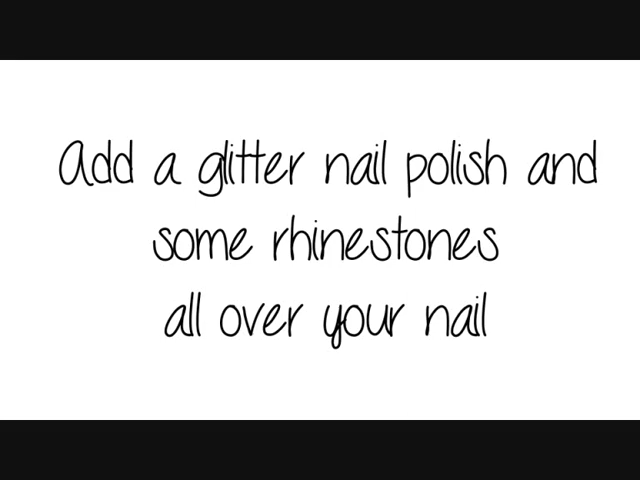 Add a glitter nail polish and
some rhinestones
all over your nail